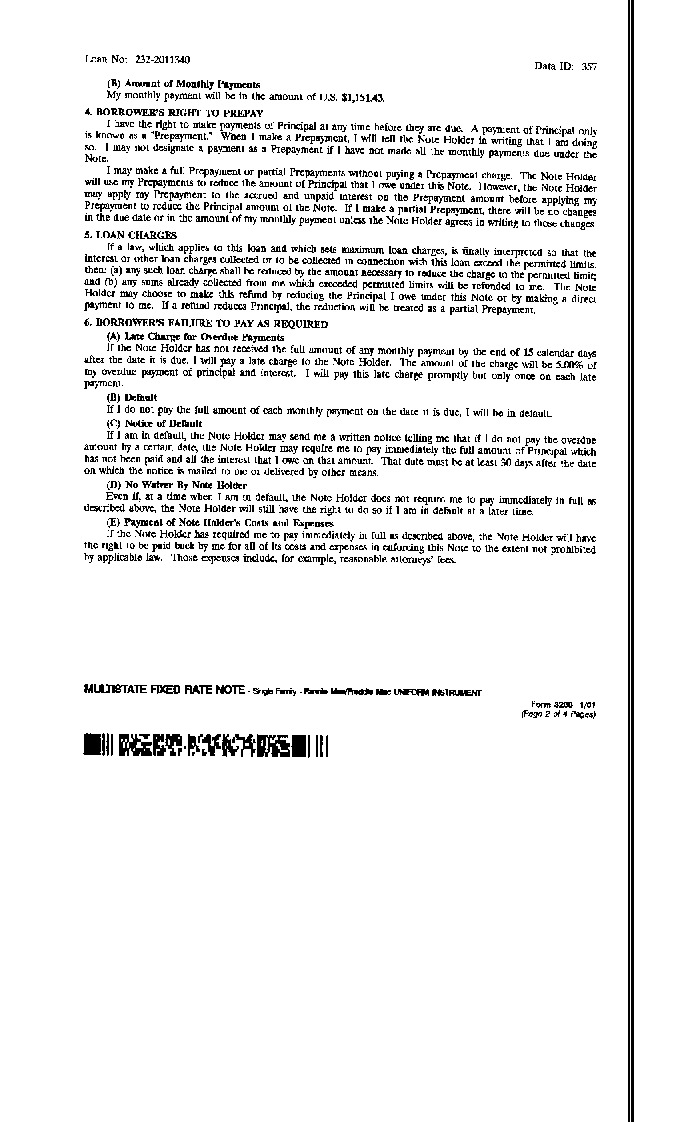 Loan No: 232-2011340
Data ID: 357
(B) Amount of Monthly Payments
My monthly payment will be in the amount of U.S. $1,151.43.
4. BORROWER'S RIGHT TO PREPAY
I have the right to make payments of Principal at any time before they are due. A payment of Principal only
is known as a "Prepayment." When I make a Prepayment, I will tell the Note Holder in writing that I am doing
so. I may not designate a payment as a Prepayment if I have not made all the monthly payments due under the
Note.
I may make a full Prepayment or partial Prepayments without paying a Prepayment charge. The Note Holder
will use my Prepayments to reduce the amount of Principal that I owe under this Note. However, the Note Holder
may apply my Prepayment to the accrued and unpaid interest on the Prepayment amount before applying my
Prepayment to reduce the Principal amount of the Note. If I make a partial Prepayment, there will be no changes
in the due date or in the amount of my monthly payment unless the Note Holder agrees in writing to those changes.
5. LOAN CHARGES
If a law, which applies to this loan and which sets maximum loan charges, is finally interpreted so that the
interest or other loan charges collected or to be collected in connection with this loan exceed the permitted limits,
then: (a) any such loan charge shall be reduced by the amount necessary to reduce the charge to the permitted limit;
and (b) any sums already collected from me which exceeded permitted limits will be refunded to me. The Note
Holder may choose to make this refund by reducing the Principal I owe under this Note or by making a direct
payment to me. If a refund reduces Principal, the reduction will be treated as a partial Prepayment.
6. BORROWER'S FAILURE TO PAY AS REQUIRED
(A) Late Charge for Overdue Payments
If the Note Holder has not received the full amount of any monthly payment by the end of 15 calendar days
after the date it is due, I will pay a late charge to the Note Holder. The amount of the charge will be 5.00% of
my overdue payment of principal and interest. I will pay this late charge promptly but only once on each late
payment.
(B) Default
If I do not pay the full amount of each monthly payment on the date it is due, I will be in default.
(C) Notice of Default
If I am in default, the Note Holder may send me a written notice telling me that if I do not pay the overdue
amount by a certain date, the Note Holder may require me to pay immediately the full amount of Principal which
has not been paid and all the interest that I owe on that amount. That date must be at least 30 days after the date
on which the notice is mailed to me or delivered by other means.
(D) No Waiver By Note Holder
Even if, at a time when I am in default, the Note Holder does not require me to pay immediately in full as
described above, the Note Holder will still have the right to do so if I am in default at a later time.
(E) Payment of Note Holder's Costs and Expenses
If the Note Holder has required me to pay immediately in full as described above, the Note Holder will have
the right to be paid back by me for all of its costs and expenses in enforcing this Note to the extent not prohibited
by applicable law. Those expenses include, for example, reasonable attorneys' fees.
MULTISTATE FIXED RATE NOTE - Single Family - Fannie Mae/Freddie Mac UNIFORM INSTRUMENT
Form 3200 1/01
(Page 2 of 4 Pages)